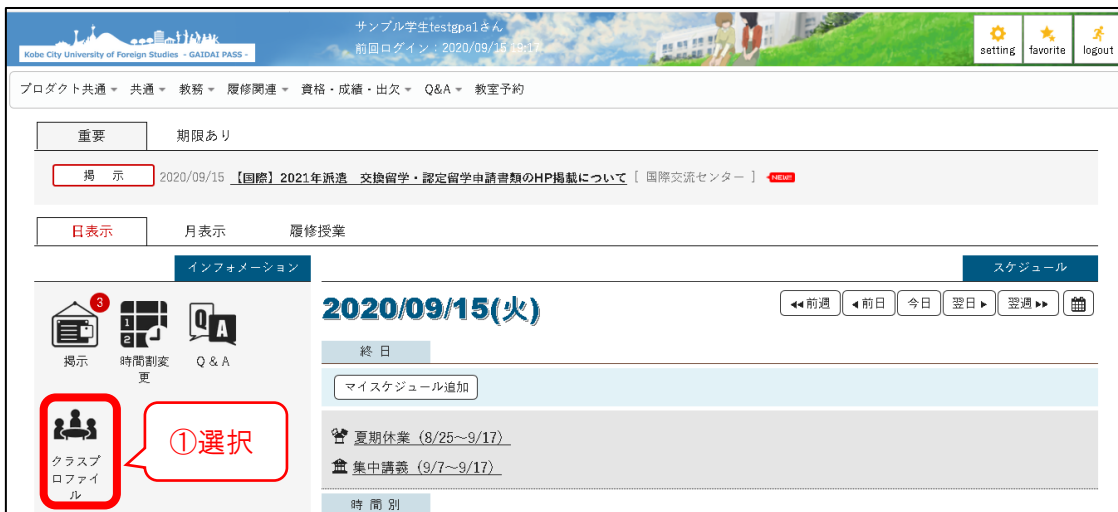 サンプル学生testgpa1さん
前回ログイン：2020/09/15 19:17
Kobe City University of Foreign Studies - GAIDAI PASS -
setting favorite logout
プロダクト共通 共通 教務 履修関連 資格・成績・出欠 Q&A 教室予約
重要 期限あり
掲 示 2020/09/15 【国際】2021年派遣 交換留学・認定留学申請書類のHP掲載について [ 国際交流センター ] NEW!!
日表示 月表示 履修授業
インフォメーション スケジュール
2020/09/15(火) 前週 前日 今日 翌日 翌週
3
Q A
掲示 時間割変更 Q & A
終 日
マイスケジュール追加
夏期休業（8/25～9/17）
集中講義（9/7～9/17）
クラスプ
ロファイ
ル
①選択
時 間 別